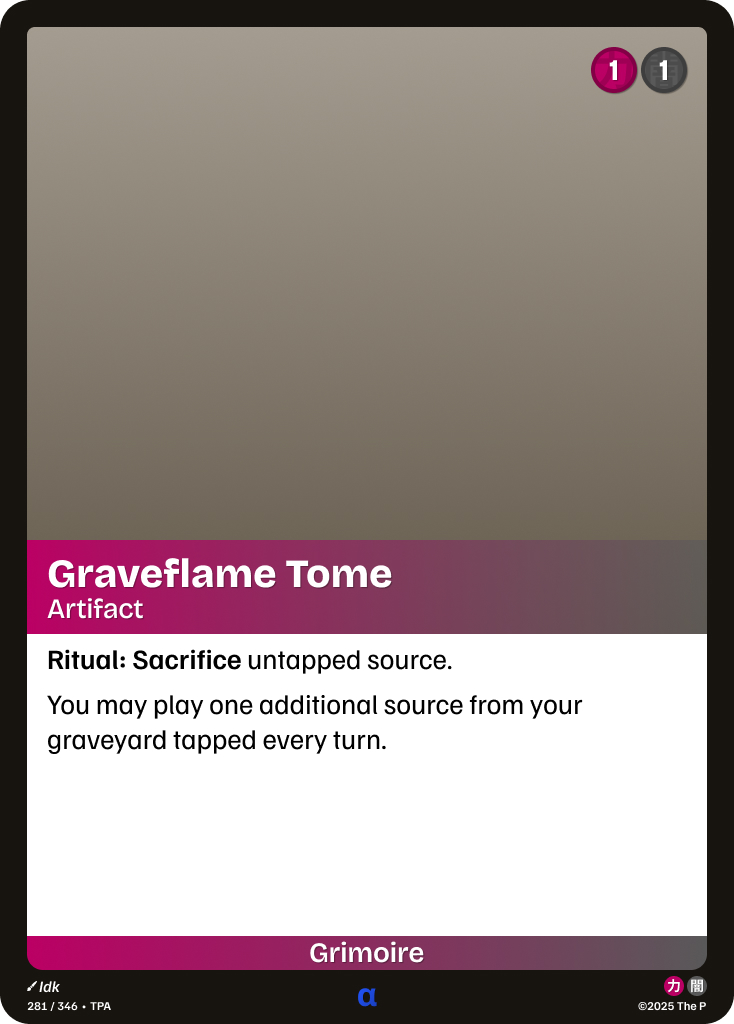 1 1
Graveflame Tome
Artifact
Ritual: Sacrifice untapped source.
You may play one additional source from your
graveyard tapped every turn.
Grimoire
Idk
281 / 346 • TPA
α
力 闇
©2025 The P